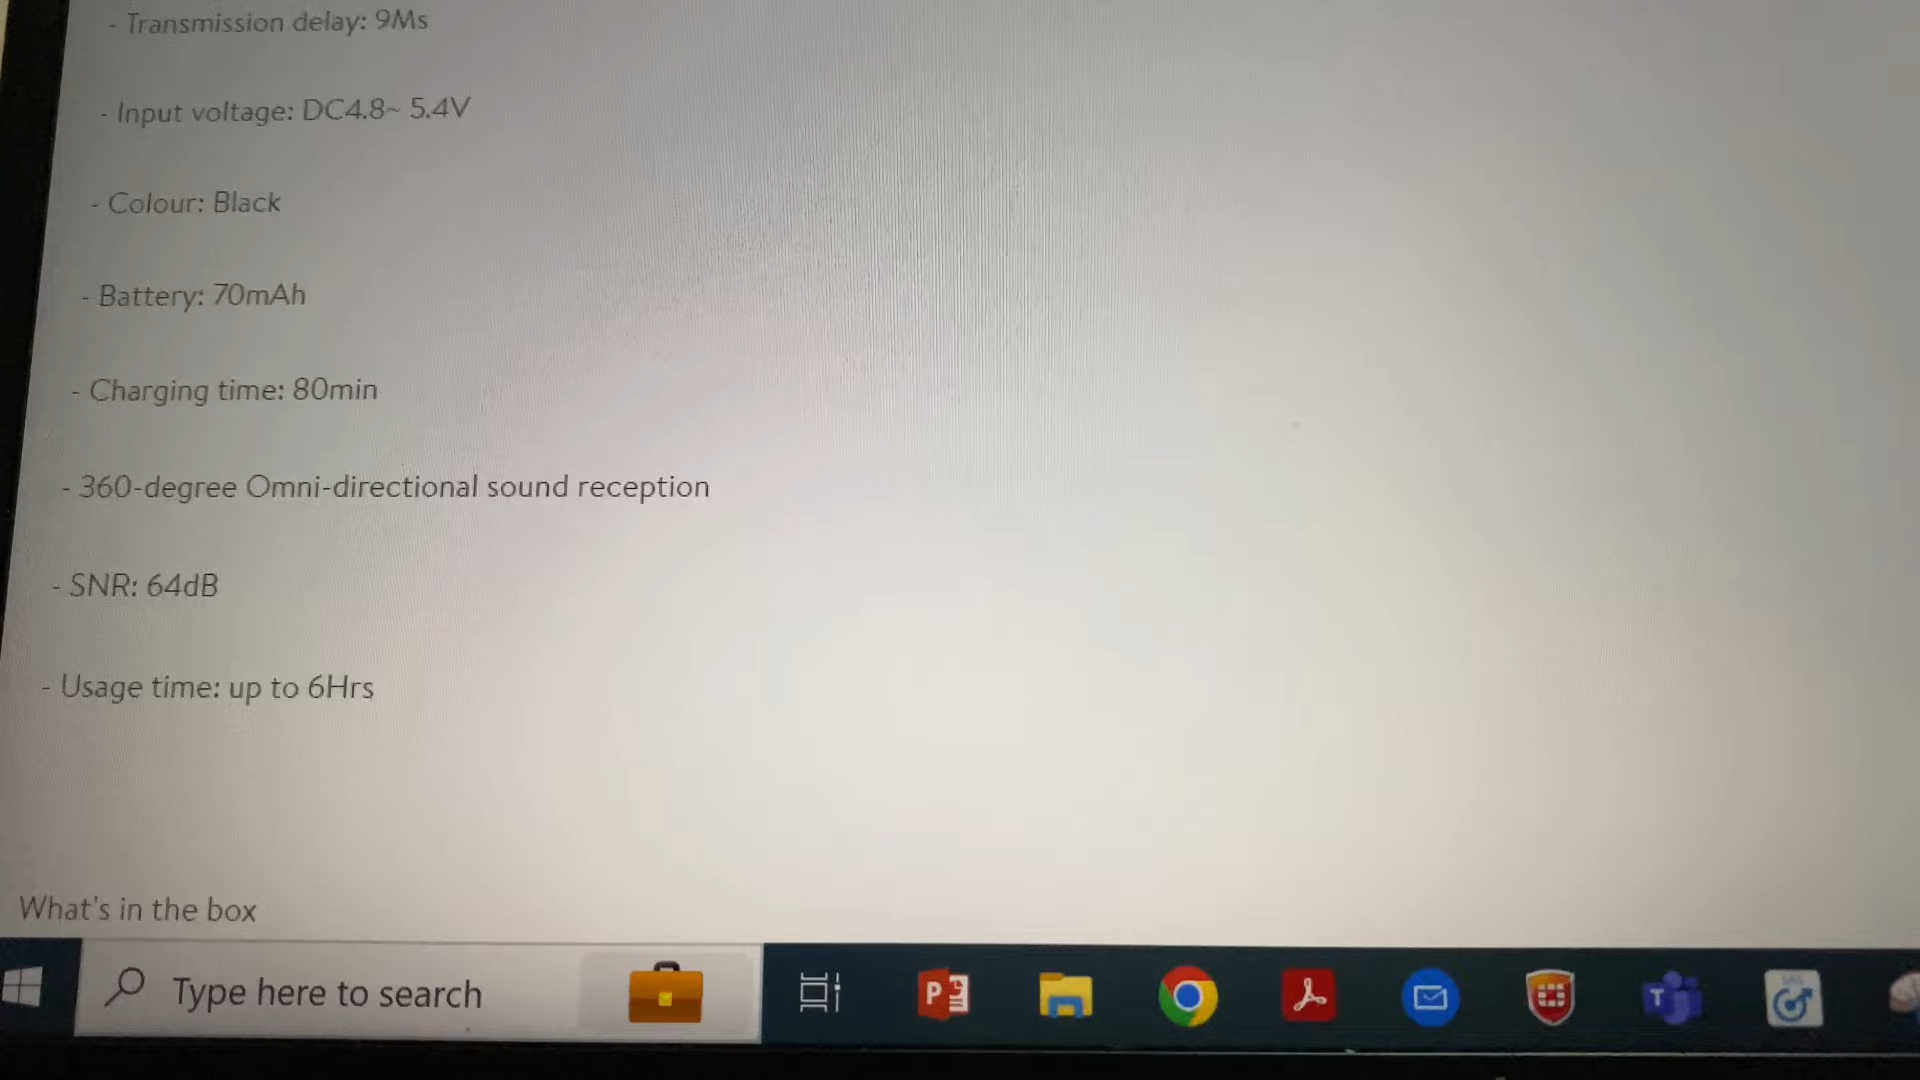 - Transmission delay: 9Ms
- Input voltage: DC4.8~ 5.4V
- Colour: Black
- Battery: 70mAh
- Charging time: 80min
- 360-degree Omni-directional sound reception
- SNR: 64dB
- Usage time: up to 6Hrs
What's in the box
Type here to search
P
T